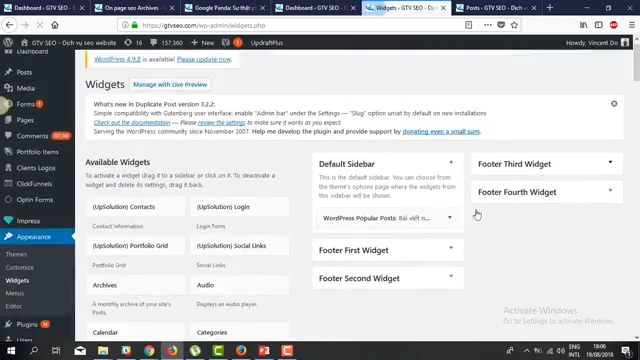 Dashboard - GTV SEO
On page seo Archives
Google Panda: Sự thật
Dashboard ‹ GTV SEO - Dị
Widgets ‹ GTV SEO - Dị
Posts ‹ GTV SEO - Dịch vụ
https://gtvseo.com/wp-admin/widgets.php
GTV SEO - Dịch vụ seo website
16
157,360
New
UpdraftPlus
Howdy, Vincent Do
Dashboard
Posts
Media
Forms 1
Pages
Comments
Portfolio Items
Clients Logos
ClickFunnels
Optin Forms
Impreza
Appearance
Themes
Customize
Widgets
Menus
Editor
Plugins
Users
WordPress 4.9.8 is available! Please update now.
Widgets
Manage with Live Preview
What's new in Duplicate Post version 3.2.2:
Simple compatibility with Gutenberg user interface: enable "Admin bar" under the Settings — "Slug" option unset by default on new installations
Check out the documentation — Please review the settings to make sure it works as you expect.
Serving the WordPress community since November 2007. Help me develop the plugin and provide support by donating even a small sum.
Available Widgets
To activate a widget drag it to a sidebar or click on it. To deactivate a
widget and delete its settings, drag it back.
(UpSolution) Contacts
(UpSolution) Login
Contact Information
Login Form
(UpSolution) Portfolio Grid
(UpSolution) Social Links
Portfolio Grid
Social Links
Archives
Audio
A monthly archive of your site's
Posts.
Displays an audio player.
Calendar
Categories
Default Sidebar
This is the default sidebar. You can choose
from the theme's options page where the widgets
from this sidebar will be shown.
WordPress Popular Posts: Bài viết n...
Footer First Widget
Footer Second Widget
Footer Third Widget
Footer Fourth Widget
Activate Windows
Go to Settings to activate Windows.
ENG
INTL
18:06
19/08/2018